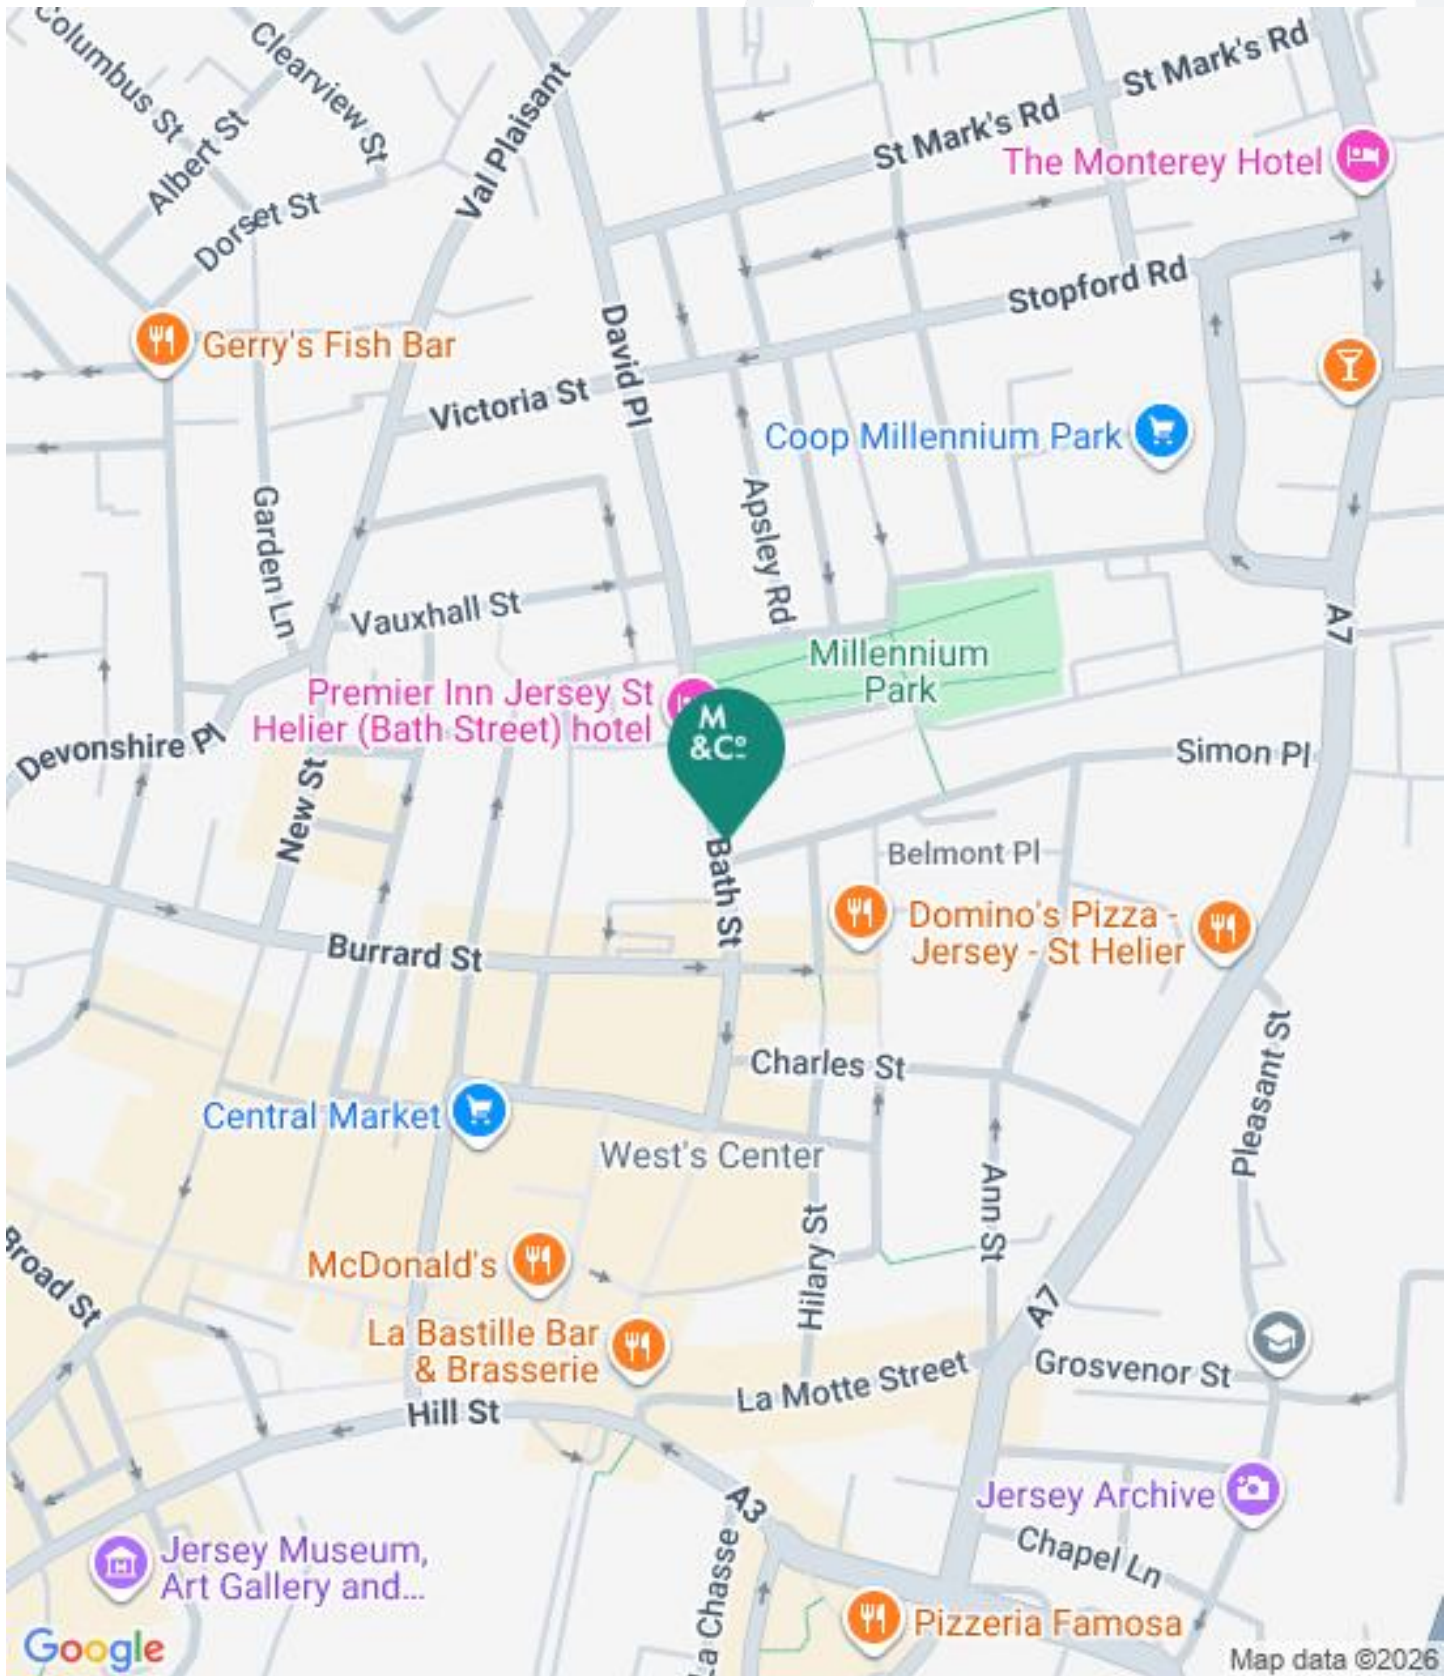 Columbus St
Clearview St
Albert St
Dorset St
Val Plaisant
St Mark's Rd
St Mark's Rd
The Monterey Hotel
Stopford Rd
David Pl
Gerry's Fish Bar
Victoria St
Coop Millennium Park
Garden Ln
Apsley Rd
Vauxhall St
A7
Millennium
Park
Premier Inn Jersey St
Helier (Bath Street) hotel
M
&Cº
Devonshire Pl
New St
Simon Pl
Bath St
Belmont Pl
Domino's Pizza -
Jersey - St Helier
Burrard St
Charles St
Pleasant St
Central Market
West's Center
Ann St
Hilary St
Broad St
McDonald's
La Bastille Bar
& Brasserie
A7
La Motte Street
Grosvenor St
Hill St
Jersey Archive
A3
Chapel Ln
La Chasse
Jersey Museum,
Art Gallery and...
Pizzeria Famosa
Google
Map data ©2026